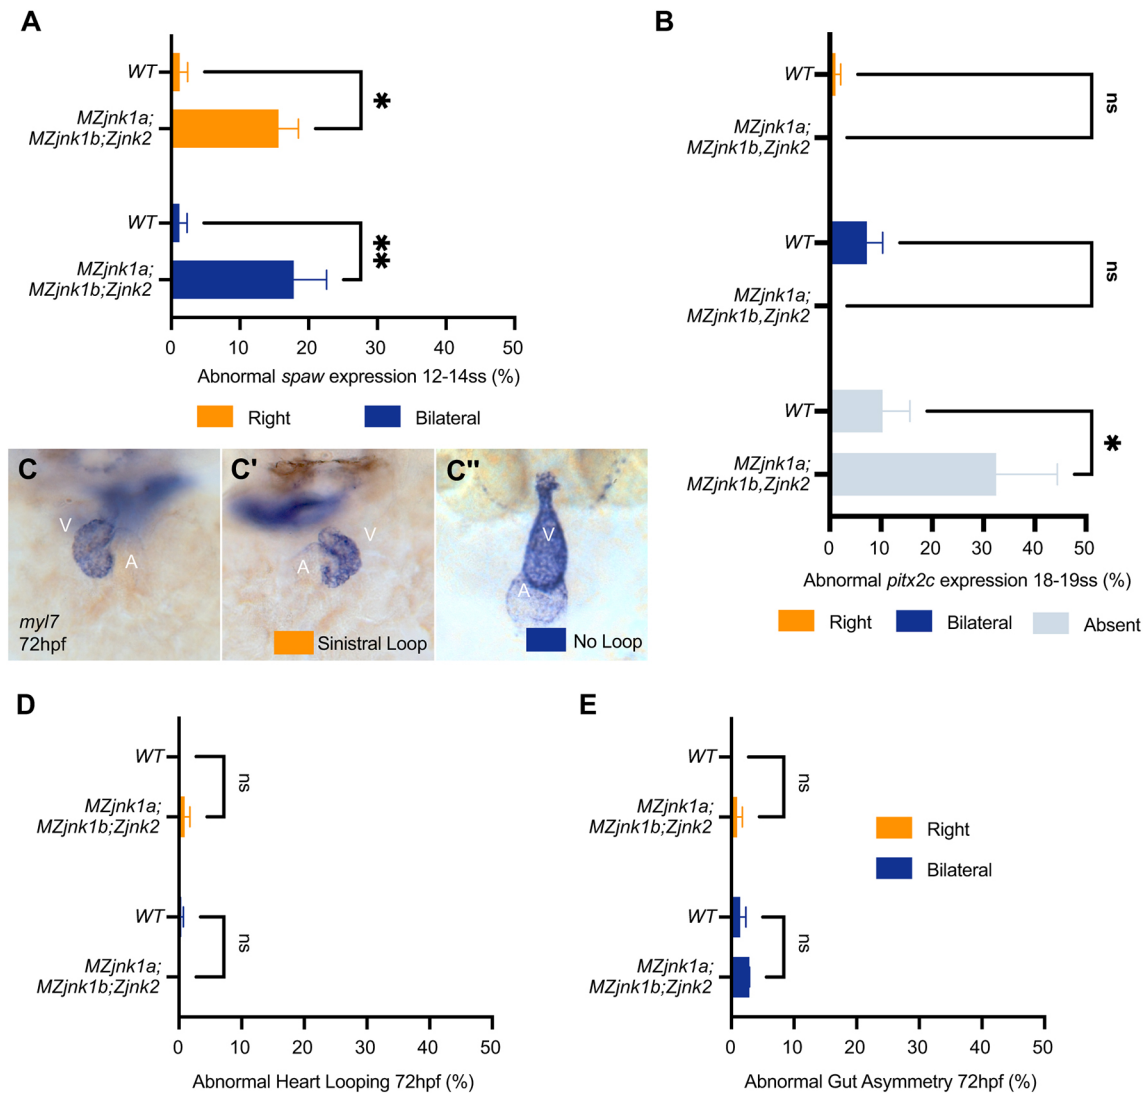 A
WT
MZjnk1a;
MZjnk1b;Zjnk2
*
WT
MZjnk1a;
MZjnk1b;Zjnk2
**
0 10 20 30 40 50
Abnormal spaw expression 12-14ss (%)
Right Bilateral
B
WT
MZjnk1a;
MZjnk1b,Zjnk2
ns
WT
MZjnk1a;
MZjnk1b,Zjnk2
ns
WT
MZjnk1a;
MZjnk1b,Zjnk2
*
0 10 20 30 40 50
Abnormal pitx2c expression 18-19ss (%)
Right Bilateral Absent
C
V
A
myl7
72hpf
C'
V
A
Sinistral Loop
C"
V
A
No Loop
D
WT
MZjnk1a;
MZjnk1b;Zjnk2
ns
WT
MZjnk1a;
MZjnk1b;Zjnk2
ns
0 10 20 30 40 50
Abnormal Heart Looping 72hpf (%)
E
WT
MZjnk1a;
MZjnk1b;Zjnk2
ns
WT
MZjnk1a;
MZjnk1b;Zjnk2
ns
Right
Bilateral
0 10 20 30 40 50
Abnormal Gut Asymmetry 72hpf (%)